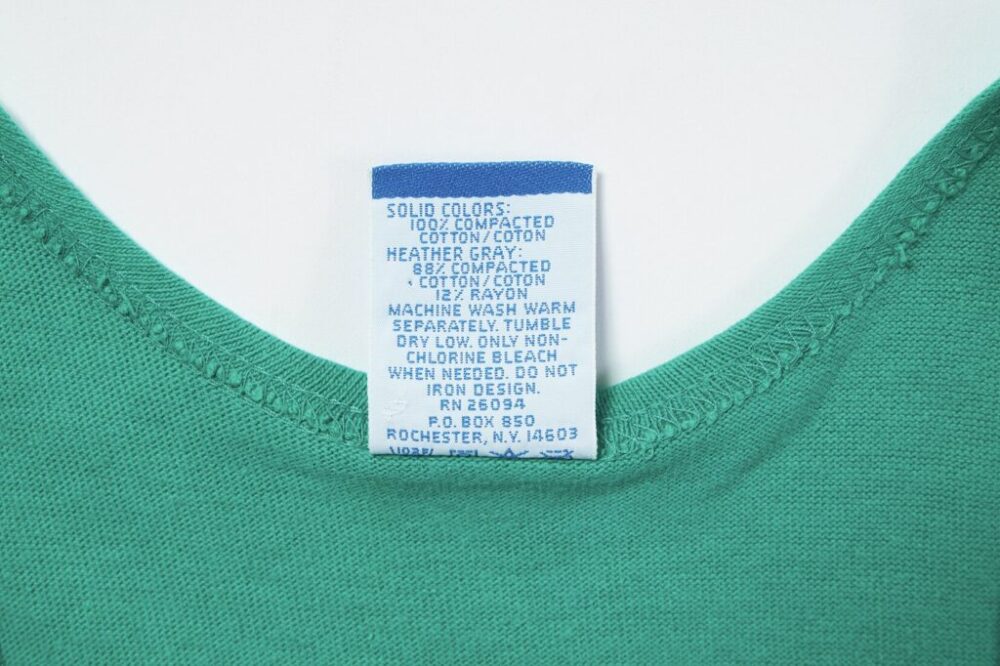 SOLID COLORS:
100% COMPACTED
COTTON/COTON
HEATHER GRAY:
88% COMPACTED
COTTON/COTON
12% RAYON
MACHINE WASH WARM
SEPARATELY. TUMBLE
DRY LOW. ONLY NON-
CHLORINE BLEACH
WHEN NEEDED. DO NOT
IRON DESIGN.
RN 26094
P.O. BOX 850
ROCHESTER, N.Y. 14603